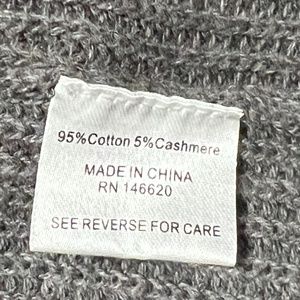 95%Cotton 5%Cashmere
MADE IN CHINA
RN 146620
SEE REVERSE FOR CARE